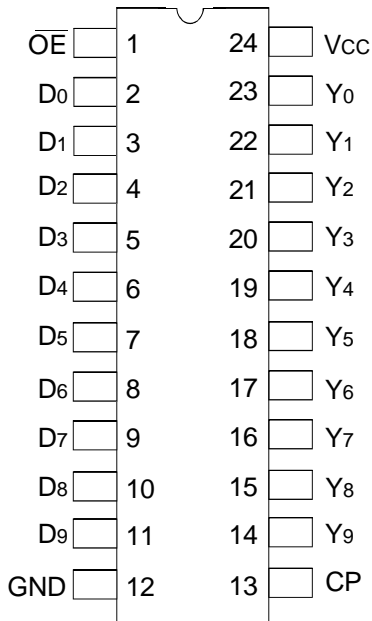 O̅E̅ 1 24 VCC
D0 2 23 Y0
D1 3 22 Y1
D2 4 21 Y2
D3 5 20 Y3
D4 6 19 Y4
D5 7 18 Y5
D6 8 17 Y6
D7 9 16 Y7
D8 10 15 Y8
D9 11 14 Y9
GND 12 13 CP